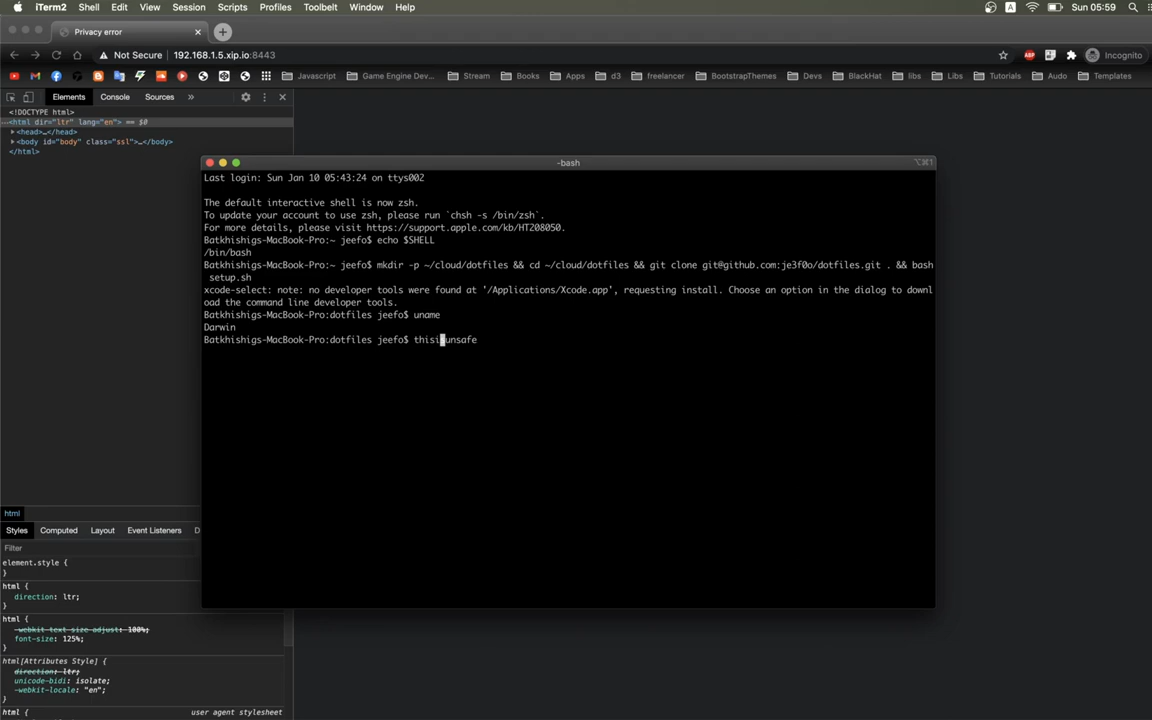 iTerm2 Shell Edit View Session Scripts Profiles Toolbelt Window Help A Sun 05:59
Privacy error
Not Secure 192.168.1.5.xip.io:8443 ABP Incognito
Javascript Game Engine Dev... Stream Books Apps d3 freelancer BootstrapThemes Devs BlackHat libs Libs Tutorials Audo Templates
Elements Console Sources »
<!DOCTYPE html>
<html dir="ltr" lang="en"> == $0
<head>…</head>
<body id="body" class="ssl">…</body>
</html>
-bash
⌥⌘1
Last login: Sun Jan 10 05:43:24 on ttys002
The default interactive shell is now zsh.
To update your account to use zsh, please run `chsh -s /bin/zsh`.
For more details, please visit https://support.apple.com/kb/HT208050.
Batkhishigs-MacBook-Pro:~ jeefo$ echo $SHELL
/bin/bash
Batkhishigs-MacBook-Pro:~ jeefo$ mkdir -p ~/cloud/dotfiles && cd ~/cloud/dotfiles && git clone git@github.com:je3f0o/dotfiles.git . && bash
setup.sh
xcode-select: note: no developer tools were found at '/Applications/Xcode.app', requesting install. Choose an option in the dialog to downl
oad the command line developer tools.
Batkhishigs-MacBook-Pro:dotfiles jeefo$ uname
Darwin
Batkhishigs-MacBook-Pro:dotfiles jeefo$ thisisunsafe
html
Styles Computed Layout Event Listeners D
Filter
element.style {
}
html {
direction: ltr;
}
html {
-webkit-text-size-adjust: 100%;
font-size: 125%;
}
html[Attributes Style] {
direction: ltr;
unicode-bidi: isolate;
-webkit-locale: "en";
}
html { user agent stylesheet